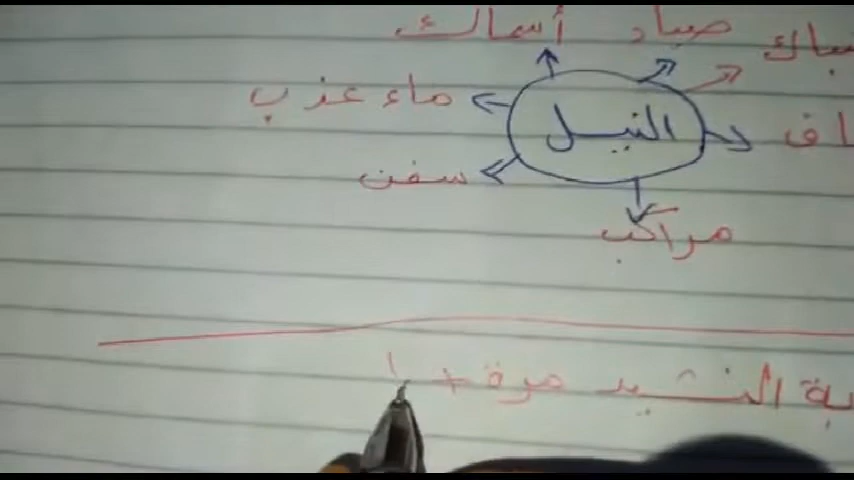 صياد أسماك
النيل
ماء عذب
سفن
مراكب
النشيد مرة +